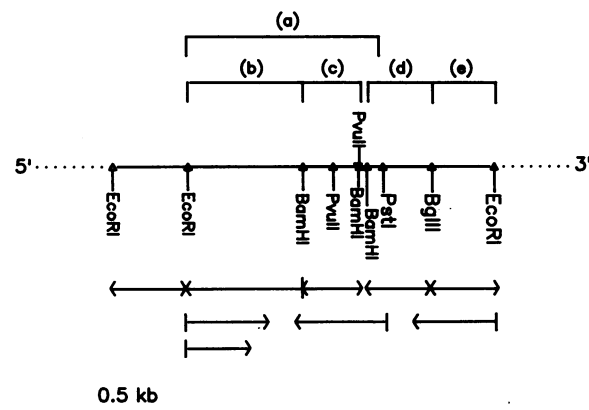 (a)
(b) (c) (d) (e)
PvuII
5' 3'
EcoRI EcoRI BamHI PvuII BamHI BamHI PstI BglII EcoRI
0.5 kb